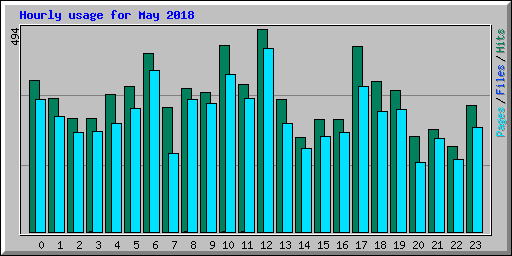 Hourly usage for May 2018
494
Pages / Files / Hits
0 1 2 3 4 5 6 7 8 9 10 11 12 13 14 15 16 17 18 19 20 21 22 23